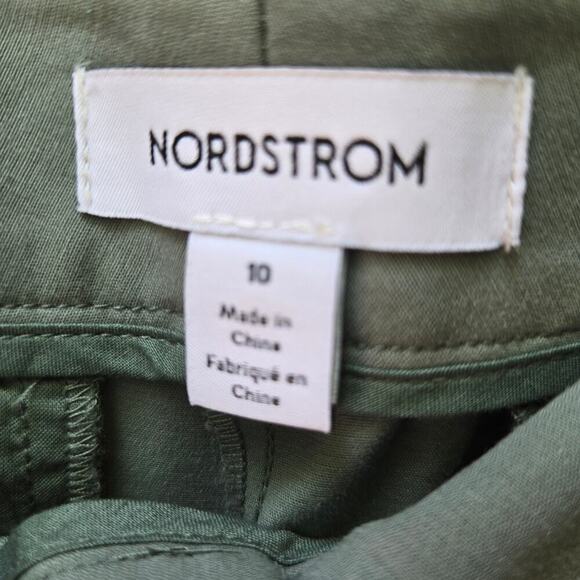 NORDSTROM
10
Made in
China
Fabriqué en
Chine